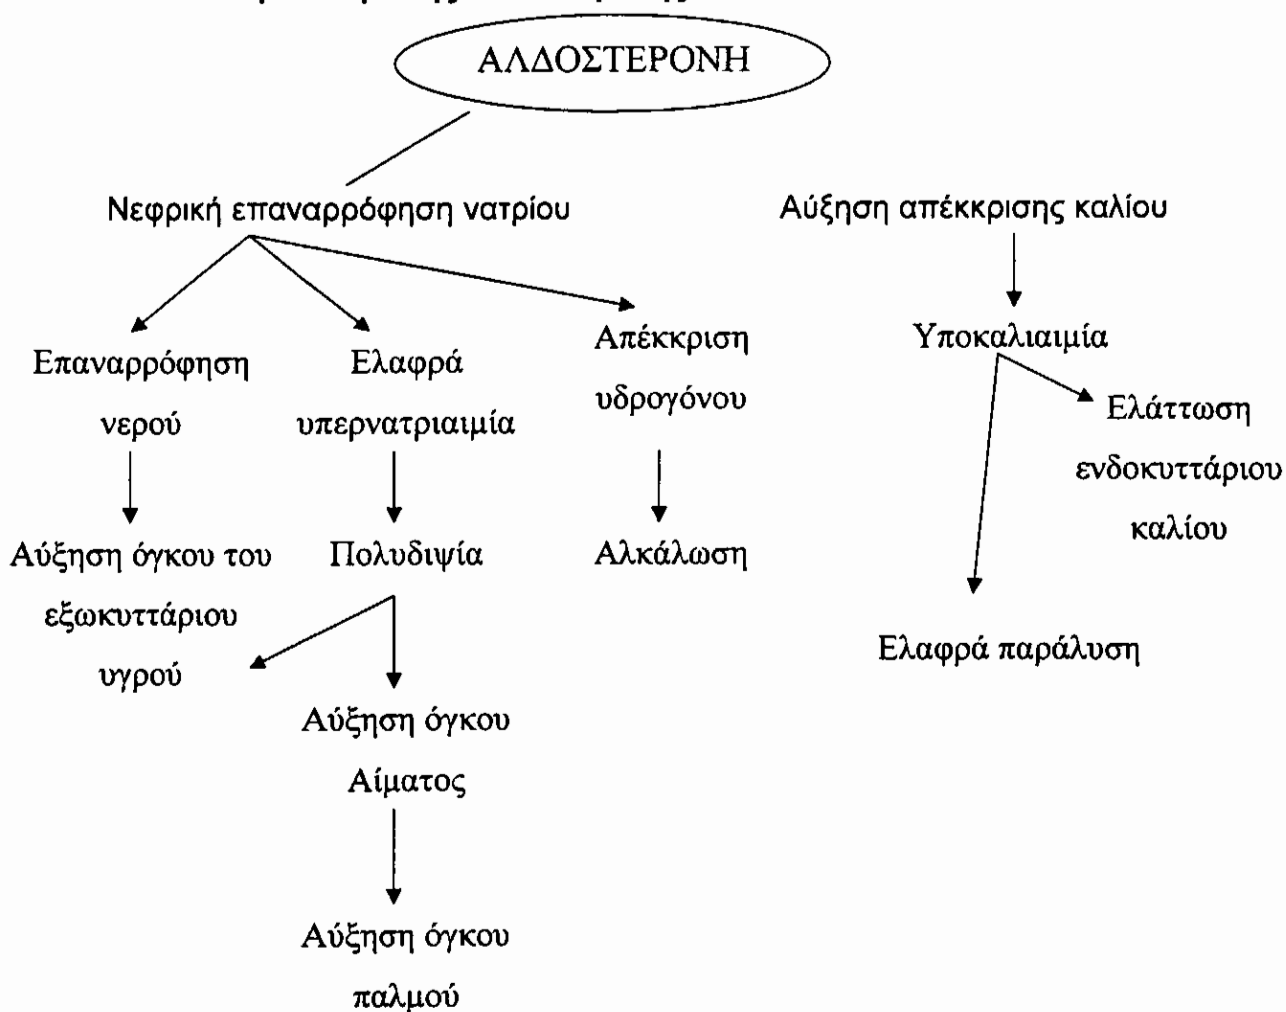 ΑΛΔΟΣΤΕΡΟΝΗ
Νεφρική επαναρρόφηση νατρίου
Αύξηση απέκκρισης καλίου
Επαναρρόφηση
νερού
Ελαφρά
υπερνατριαιμία
Απέκκριση
υδρογόνου
Υποκαλιαιμία
Ελάττωση
ενδοκυττάριου
καλίου
Αύξηση όγκου του
εξωκυττάριου
υγρού
Πολυδιψία
Αλκάλωση
Ελαφρά παράλυση
Αύξηση όγκου
Αίματος
Αύξηση όγκου
παλμού